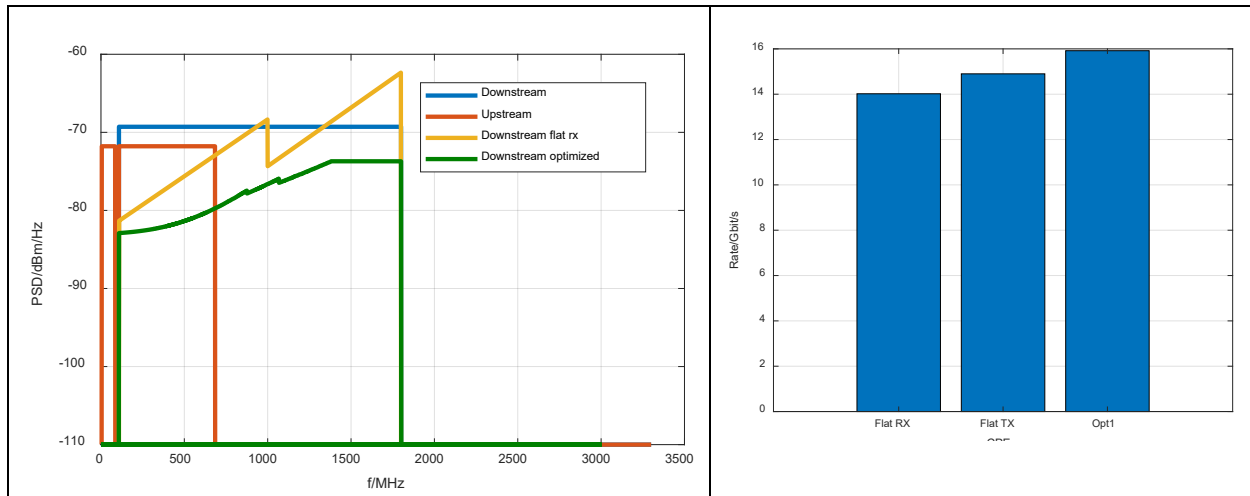 -60
-70
-80
-90
-100
-110
PSD/dBm/Hz
Downstream
Upstream
Downstream flat rx
Downstream optimized
0 500 1000 1500 2000 2500 3000 3500
f/MHz
16
14
12
10
8
6
4
2
0
Rate/Gbit/s
Flat RX Flat TX Opt1